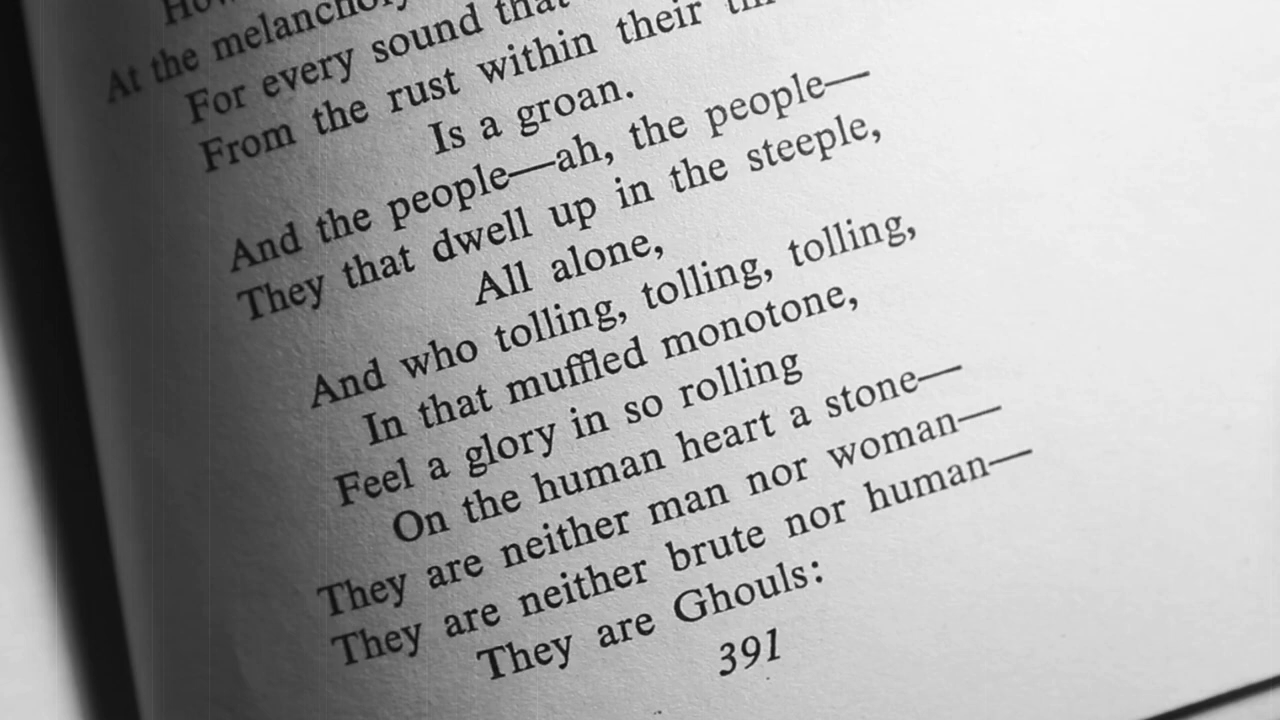 At the melancholy
For every sound that
From the rust within their
Is a groan.
And the people—ah, the people—
They that dwell up in the steeple,
All alone,
And who tolling, tolling, tolling,
In that muffled monotone,
Feel a glory in so rolling
On the human heart a stone—
They are neither man nor woman—
They are neither brute nor human—
They are Ghouls:
391